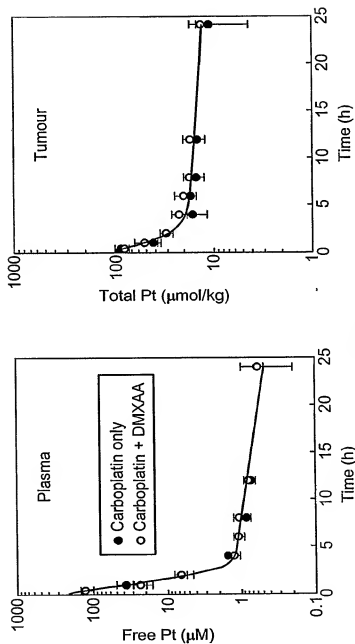 Plasma
1000
100
10
1
0.1
Free Pt (µM)
● Carboplatin only
○ Carboplatin + DMXAA
0 5 10 15 20 25
Time (h)
Tumour
1000
100
10
1
Total Pt (µmol/kg)
0 5 10 15 20 25
Time (h)